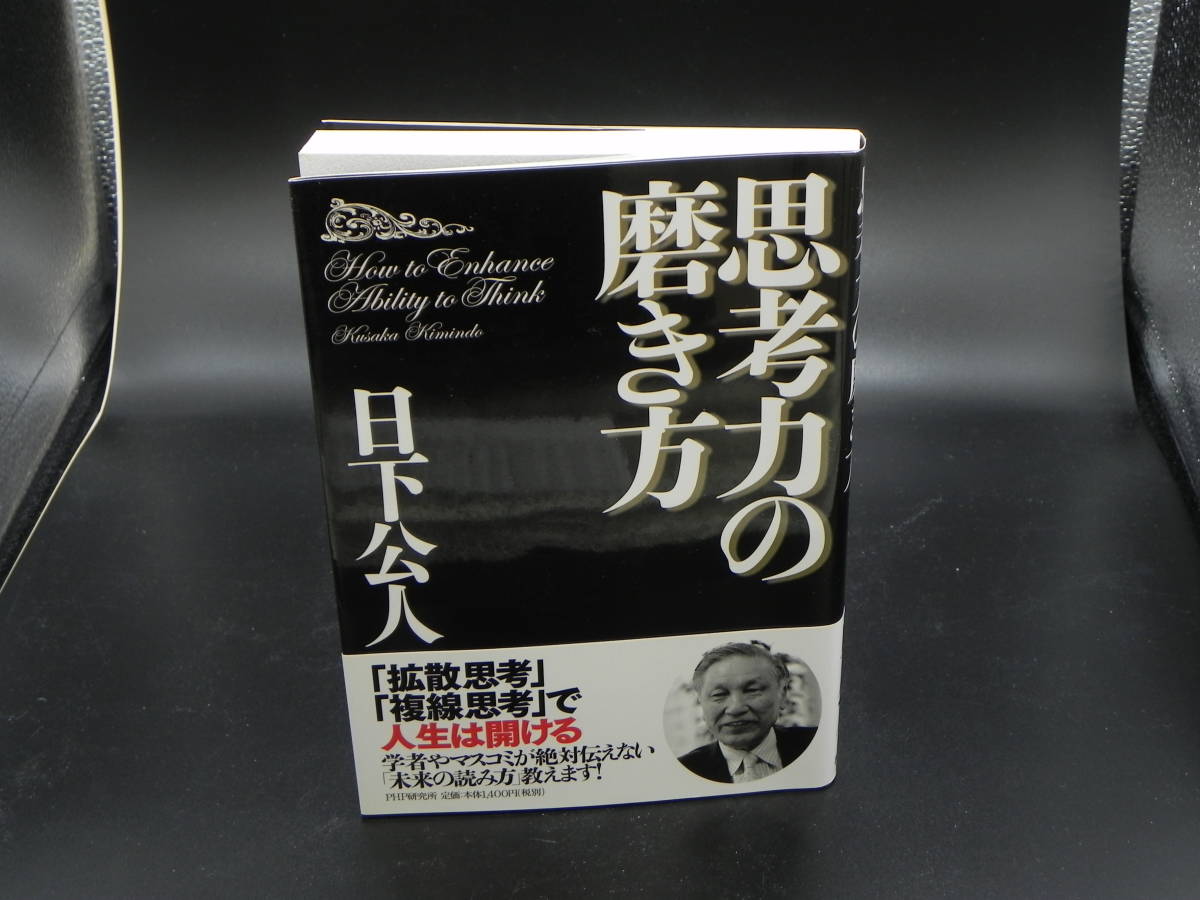 思考力の
磨き方
How to Enhance
Ability to Think
Kusaka Kimindo
日下公人
「拡散思考」
「複線思考」で
人生は開ける
学者やマスコミが絶対伝えない
「未来の読み方」教えます!
PHP研究所 定価:本体1,400円(税別)